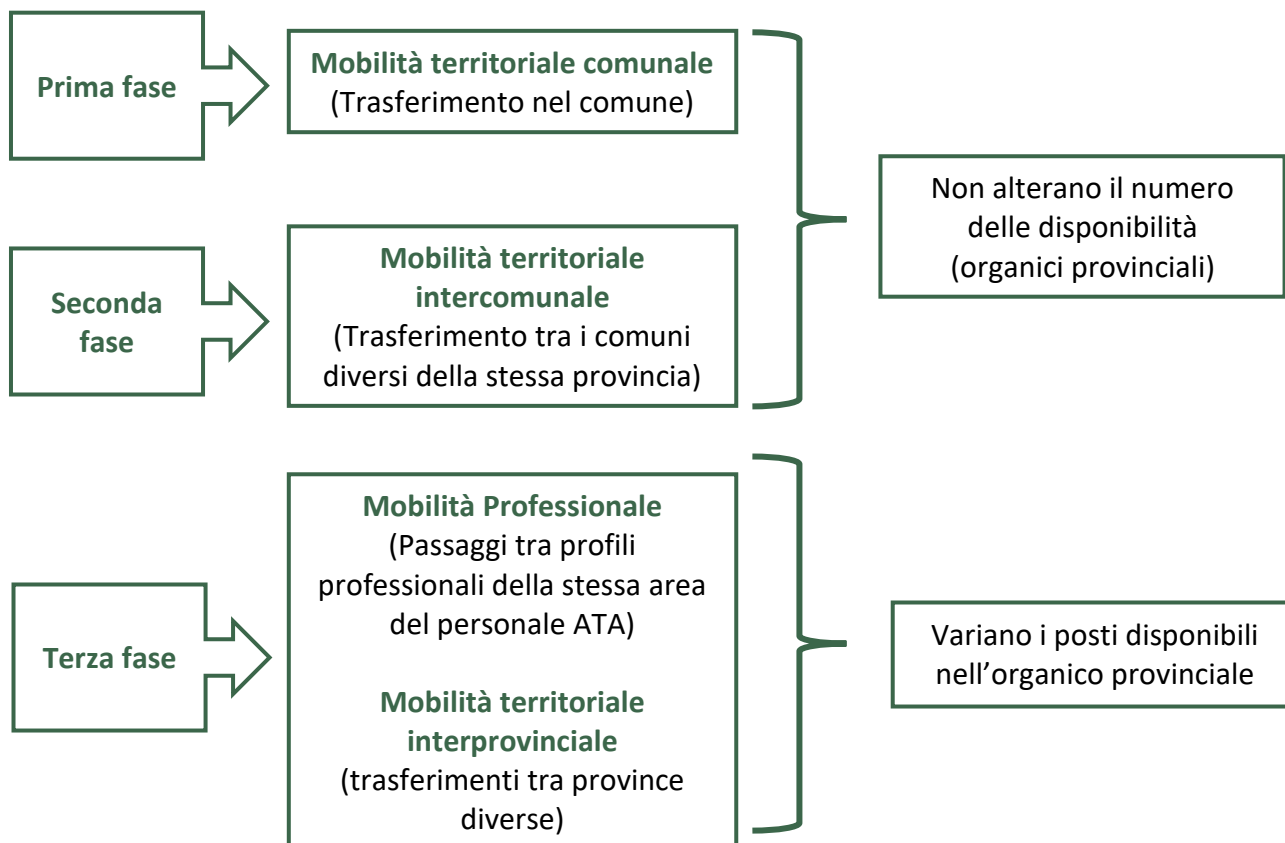 Prima fase
Mobilità territoriale comunale
(Trasferimento nel comune)
Seconda
fase
Mobilità territoriale
intercomunale
(Trasferimento tra i comuni
diversi della stessa provincia)
Non alterano il numero
delle disponibilità
(organici provinciali)
Terza fase
Mobilità Professionale
(Passaggi tra profili
professionali della stessa area
del personale ATA)
Mobilità territoriale
interprovinciale
(trasferimenti tra province
diverse)
Variano i posti disponibili
nell’organico provinciale